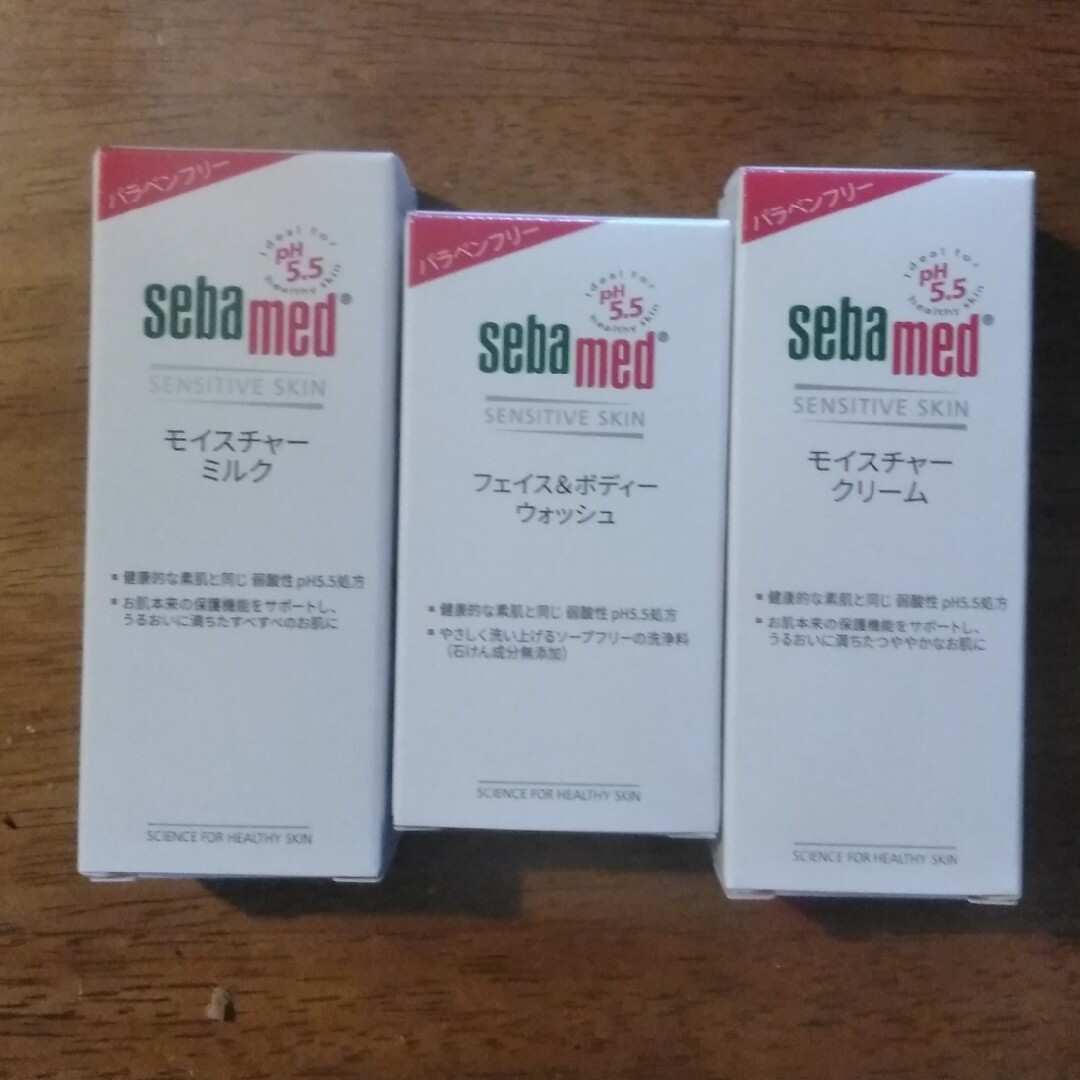 パラベンフリー
ideal for
pH
5.5
healthy skin
sebamed®
SENSITIVE SKIN
モイスチャー
ミルク
▪ 健康的な素肌と同じ 弱酸性 pH5.5処方
▪ お肌本来の保護機能をサポートし、
うるおいに満ちたすべすべのお肌に
SCIENCE FOR HEALTHY SKIN
パラベンフリー
ideal for
pH
5.5
healthy skin
sebamed®
SENSITIVE SKIN
フェイス&ボディー
ウォッシュ
▪ 健康的な素肌と同じ 弱酸性 pH5.5処方
▪ やさしく洗い上げるソープフリーの洗浄料
（石けん成分無添加）
SCIENCE FOR HEALTHY SKIN
パラベンフリー
ideal for
pH
5.5
healthy skin
sebamed®
SENSITIVE SKIN
モイスチャー
クリーム
▪ 健康的な素肌と同じ 弱酸性 pH5.5処方
▪ お肌本来の保護機能をサポートし、
うるおいに満ちたつややかなお肌に
SCIENCE FOR HEALTHY SKIN